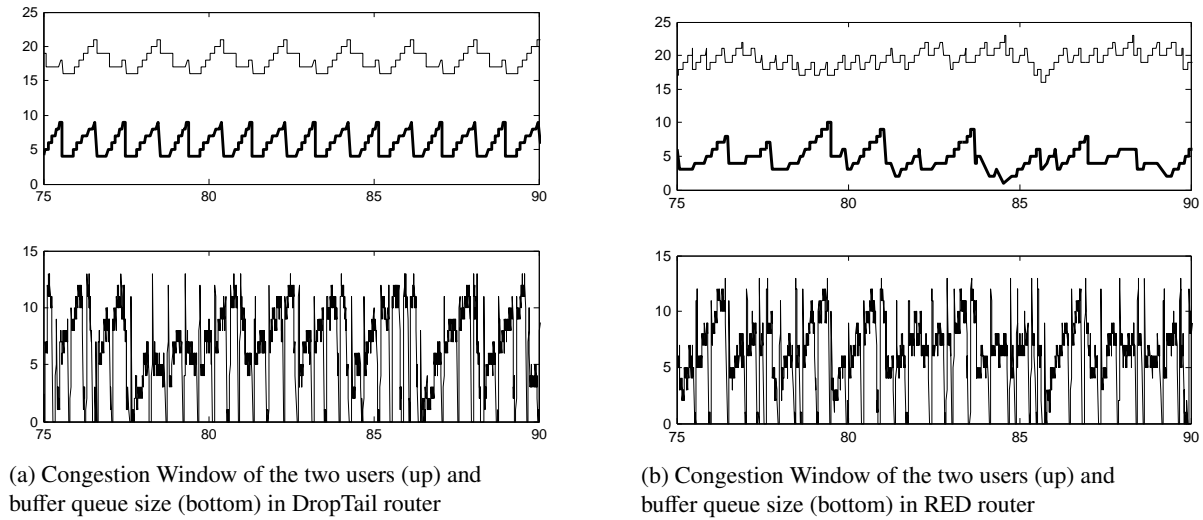 25
20
15
10
5
0
75 80 85 90
15
10
5
0
75 80 85 90
(a) Congestion Window of the two users (up) and
buffer queue size (bottom) in DropTail router
25
20
15
10
5
0
75 80 85 90
15
10
5
0
75 80 85 90
(b) Congestion Window of the two users (up) and
buffer queue size (bottom) in RED router